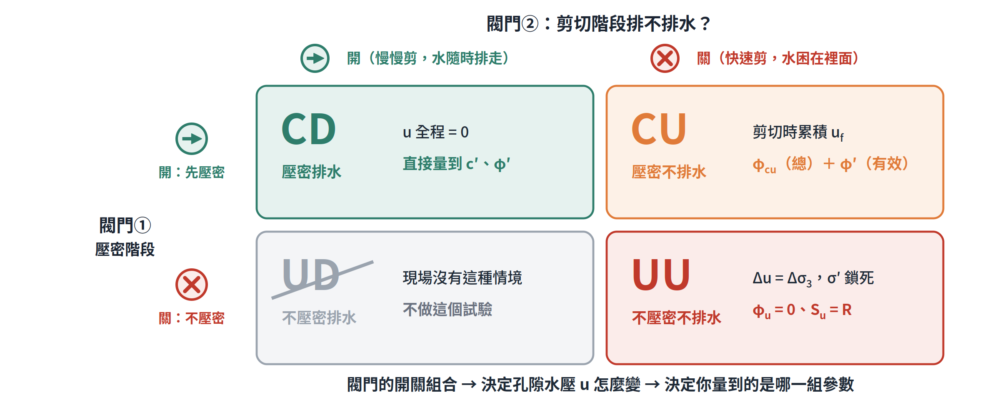 閥門②：剪切階段排不排水？
開（慢慢剪，水隨時排走）
關（快速剪，水困在裡面）
開：先壓密
CD
壓密排水
u 全程 = 0
直接量到 c′、φ′
CU
壓密不排水
剪切時累積 u_f
φ_cu（總）＋ φ′（有效）
閥門①
壓密階段
關：不壓密
UD
不壓密排水
現場沒有這種情境
不做這個試驗
UU
不壓密不排水
Δu = Δσ₃，σ′ 鎖死
φ_u = 0、S_u = R
閥門的開關組合 → 決定孔隙水壓 u 怎麼變 → 決定你量到的是哪一組參數